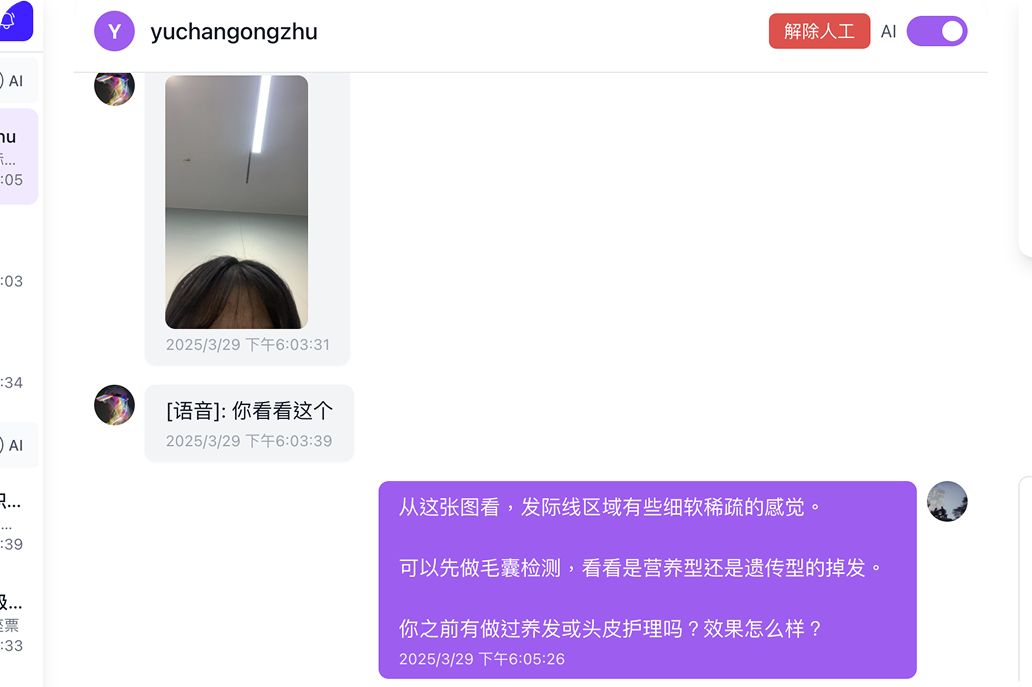 Y
yuchangongzhu
解除人工
AI
AI
hu
...
:05
:03
:34
AI
...
...
:39
...
票
:33
2025/3/29 下午6:03:31
[语音]: 你看看这个
2025/3/29 下午6:03:39
从这张图看，发际线区域有些细软稀疏的感觉。
可以先做毛囊检测，看看是营养型还是遗传型的掉发。
你之前有做过养发或头皮护理吗？效果怎么样？
2025/3/29 下午6:05:26